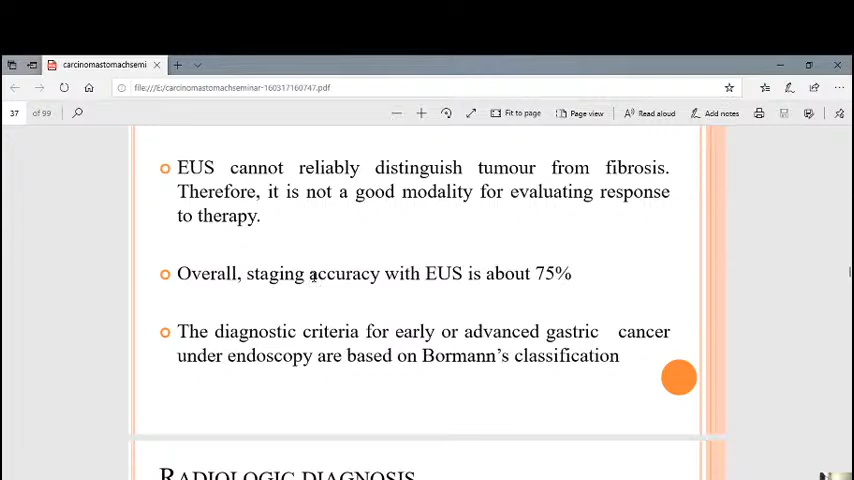 carcinomastomachsemi
file:///E:/carcinomastomachseminar-160317160747.pdf
37 of 99
Fit to page
Page view
Read aloud
Add notes
EUS cannot reliably distinguish tumour from fibrosis.
Therefore, it is not a good modality for evaluating response
to therapy.
Overall, staging accuracy with EUS is about 75%
The diagnostic criteria for early or advanced gastric cancer
under endoscopy are based on Bormann's classification
RADIOLOGIC DIAGNOSIS